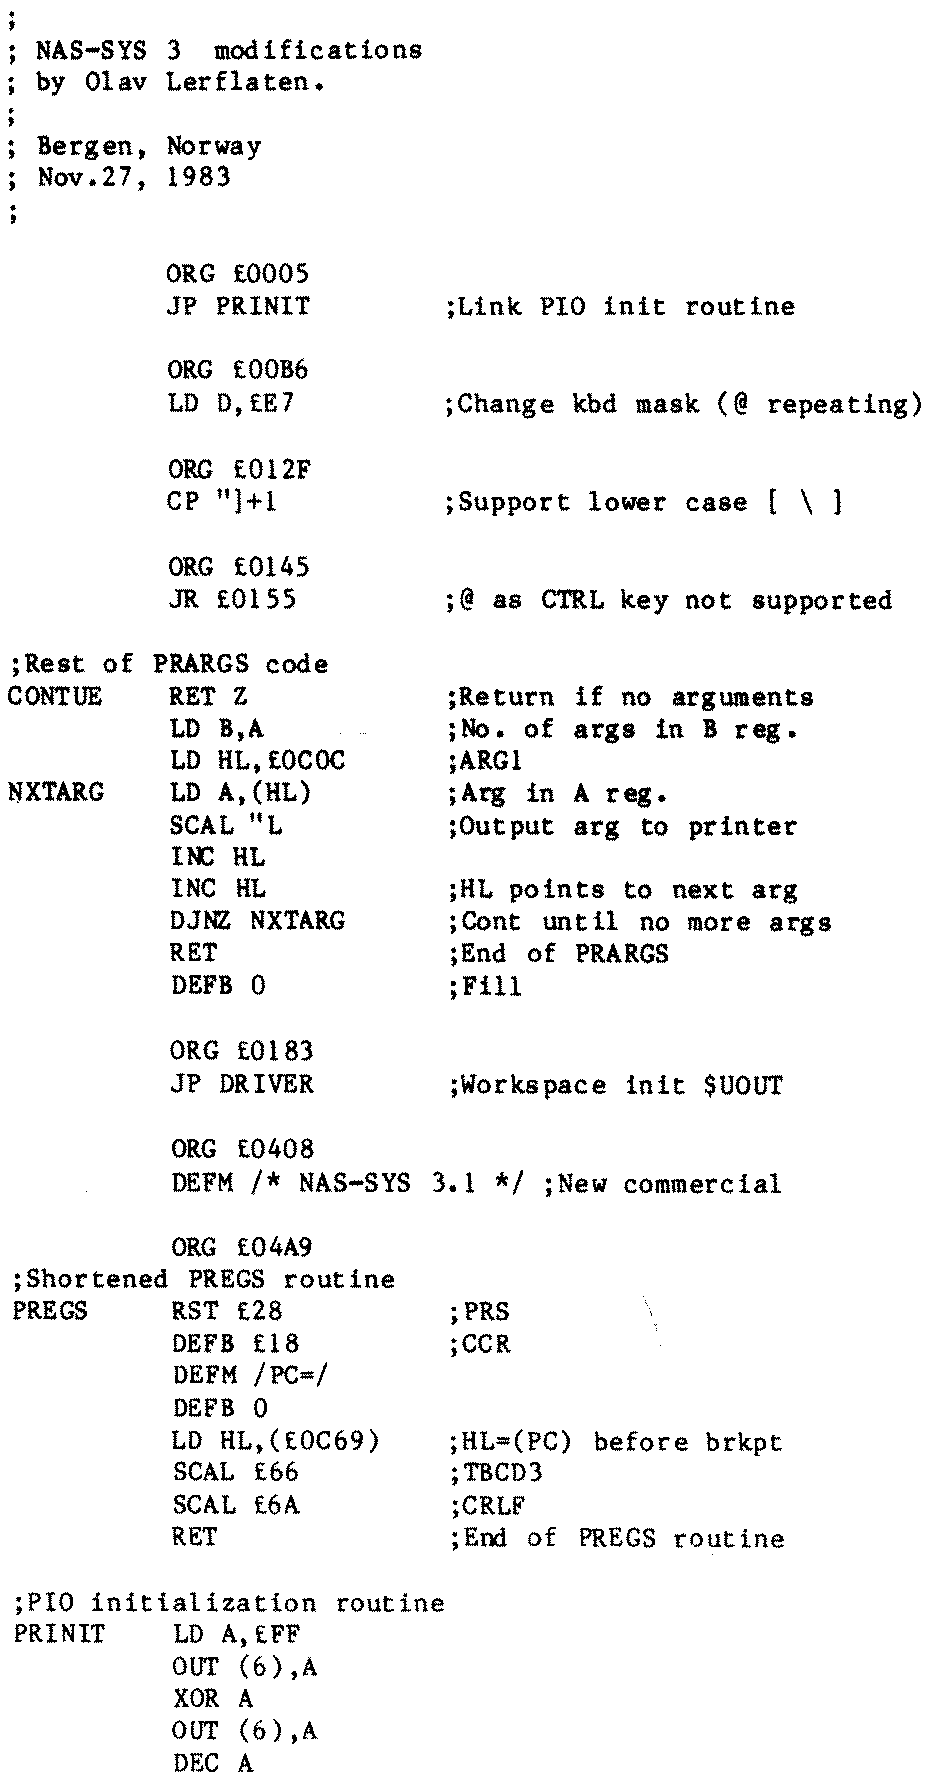 ;
; NAS-SYS 3  modifications
; by Olav Lerflaten.
;
; Bergen, Norway
; Nov.27, 1983
;
ORG £0005
JP PRINIT ;Link PIO init routine
ORG £00B6
LD D,£E7 ;Change kbd mask (@ repeating)
ORG £012F
CP "]+1 ;Support lower case [ \ ]
ORG £0145
JR £0155 ;@ as CTRL key not supported
;Rest of PRARGS code
CONTUE RET Z ;Return if no arguments
LD B,A ;No. of args in B reg.
LD HL,£0C0C ;ARG1
NXTARG LD A,(HL) ;Arg in A reg.
SCAL "L ;Output arg to printer
INC HL
INC HL ;HL points to next arg
DJNZ NXTARG ;Cont until no more args
RET ;End of PRARGS
DEFB 0 ;Fill
ORG £0183
JP DRIVER ;Workspace init $UOUT
ORG £0408
DEFM /* NAS-SYS 3.1 */ ;New commercial
ORG £04A9
;Shortened PREGS routine
PREGS RST £28 ;PRS
DEFB £18 ;CCR
DEFM /PC=/
DEFB 0
LD HL,(£0C69) ;HL=(PC) before brkpt
SCAL £66 ;TBCD3
SCAL £6A ;CRLF
RET ;End of PREGS routine
;PIO initialization routine
PRINIT LD A,£FF
OUT (6),A
XOR A
OUT (6),A
DEC A